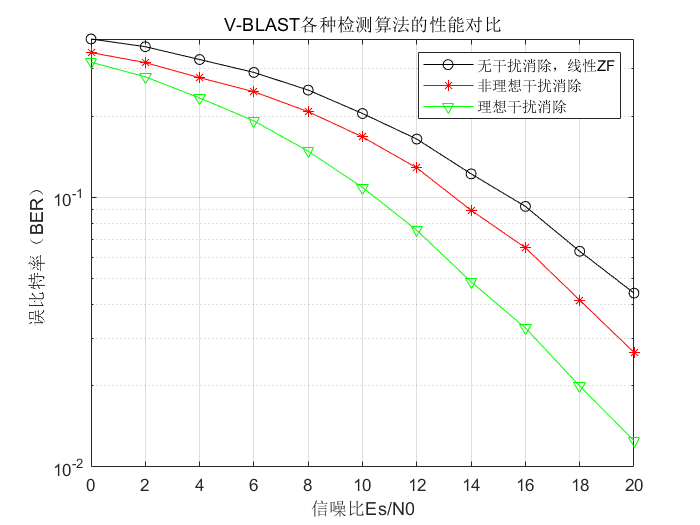 V-BLAST各种检测算法的性能对比
无干扰消除，线性ZF
非理想干扰消除
理想干扰消除
10⁻¹
10⁻²
误比特率（BER）
0 2 4 6 8 10 12 14 16 18 20
信噪比Es/N0